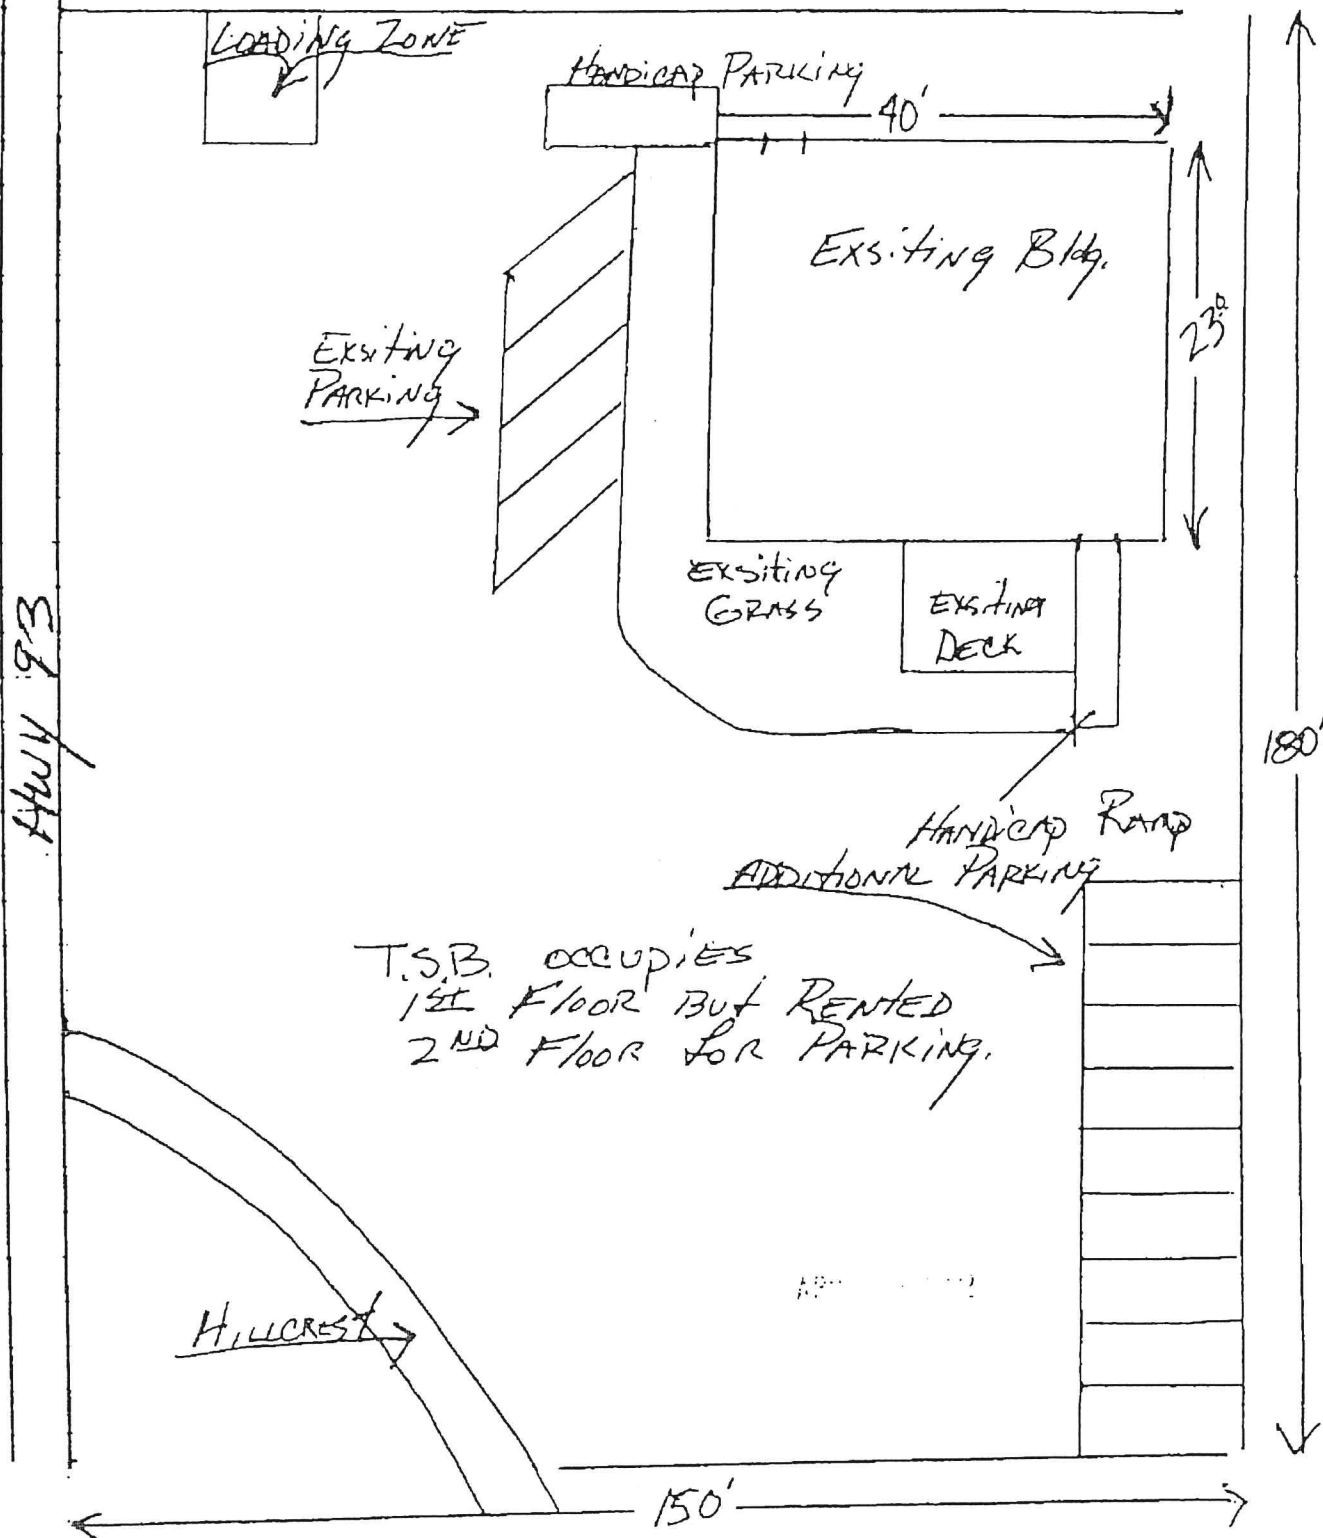 LOADING ZONE
HANDICAP PARKING
40'
EXSITING BLDG.
23'
EXSITING
PARKING
EXSITING
GRASS
EXSITING
DECK
HWY 93
180'
HANDICAP RAMP
ADDITIONAL PARKING
T.S.B. OCCUPIES
1ST FLOOR BUT RENTED
2ND FLOOR FOR PARKING.
HILLCREST
150'